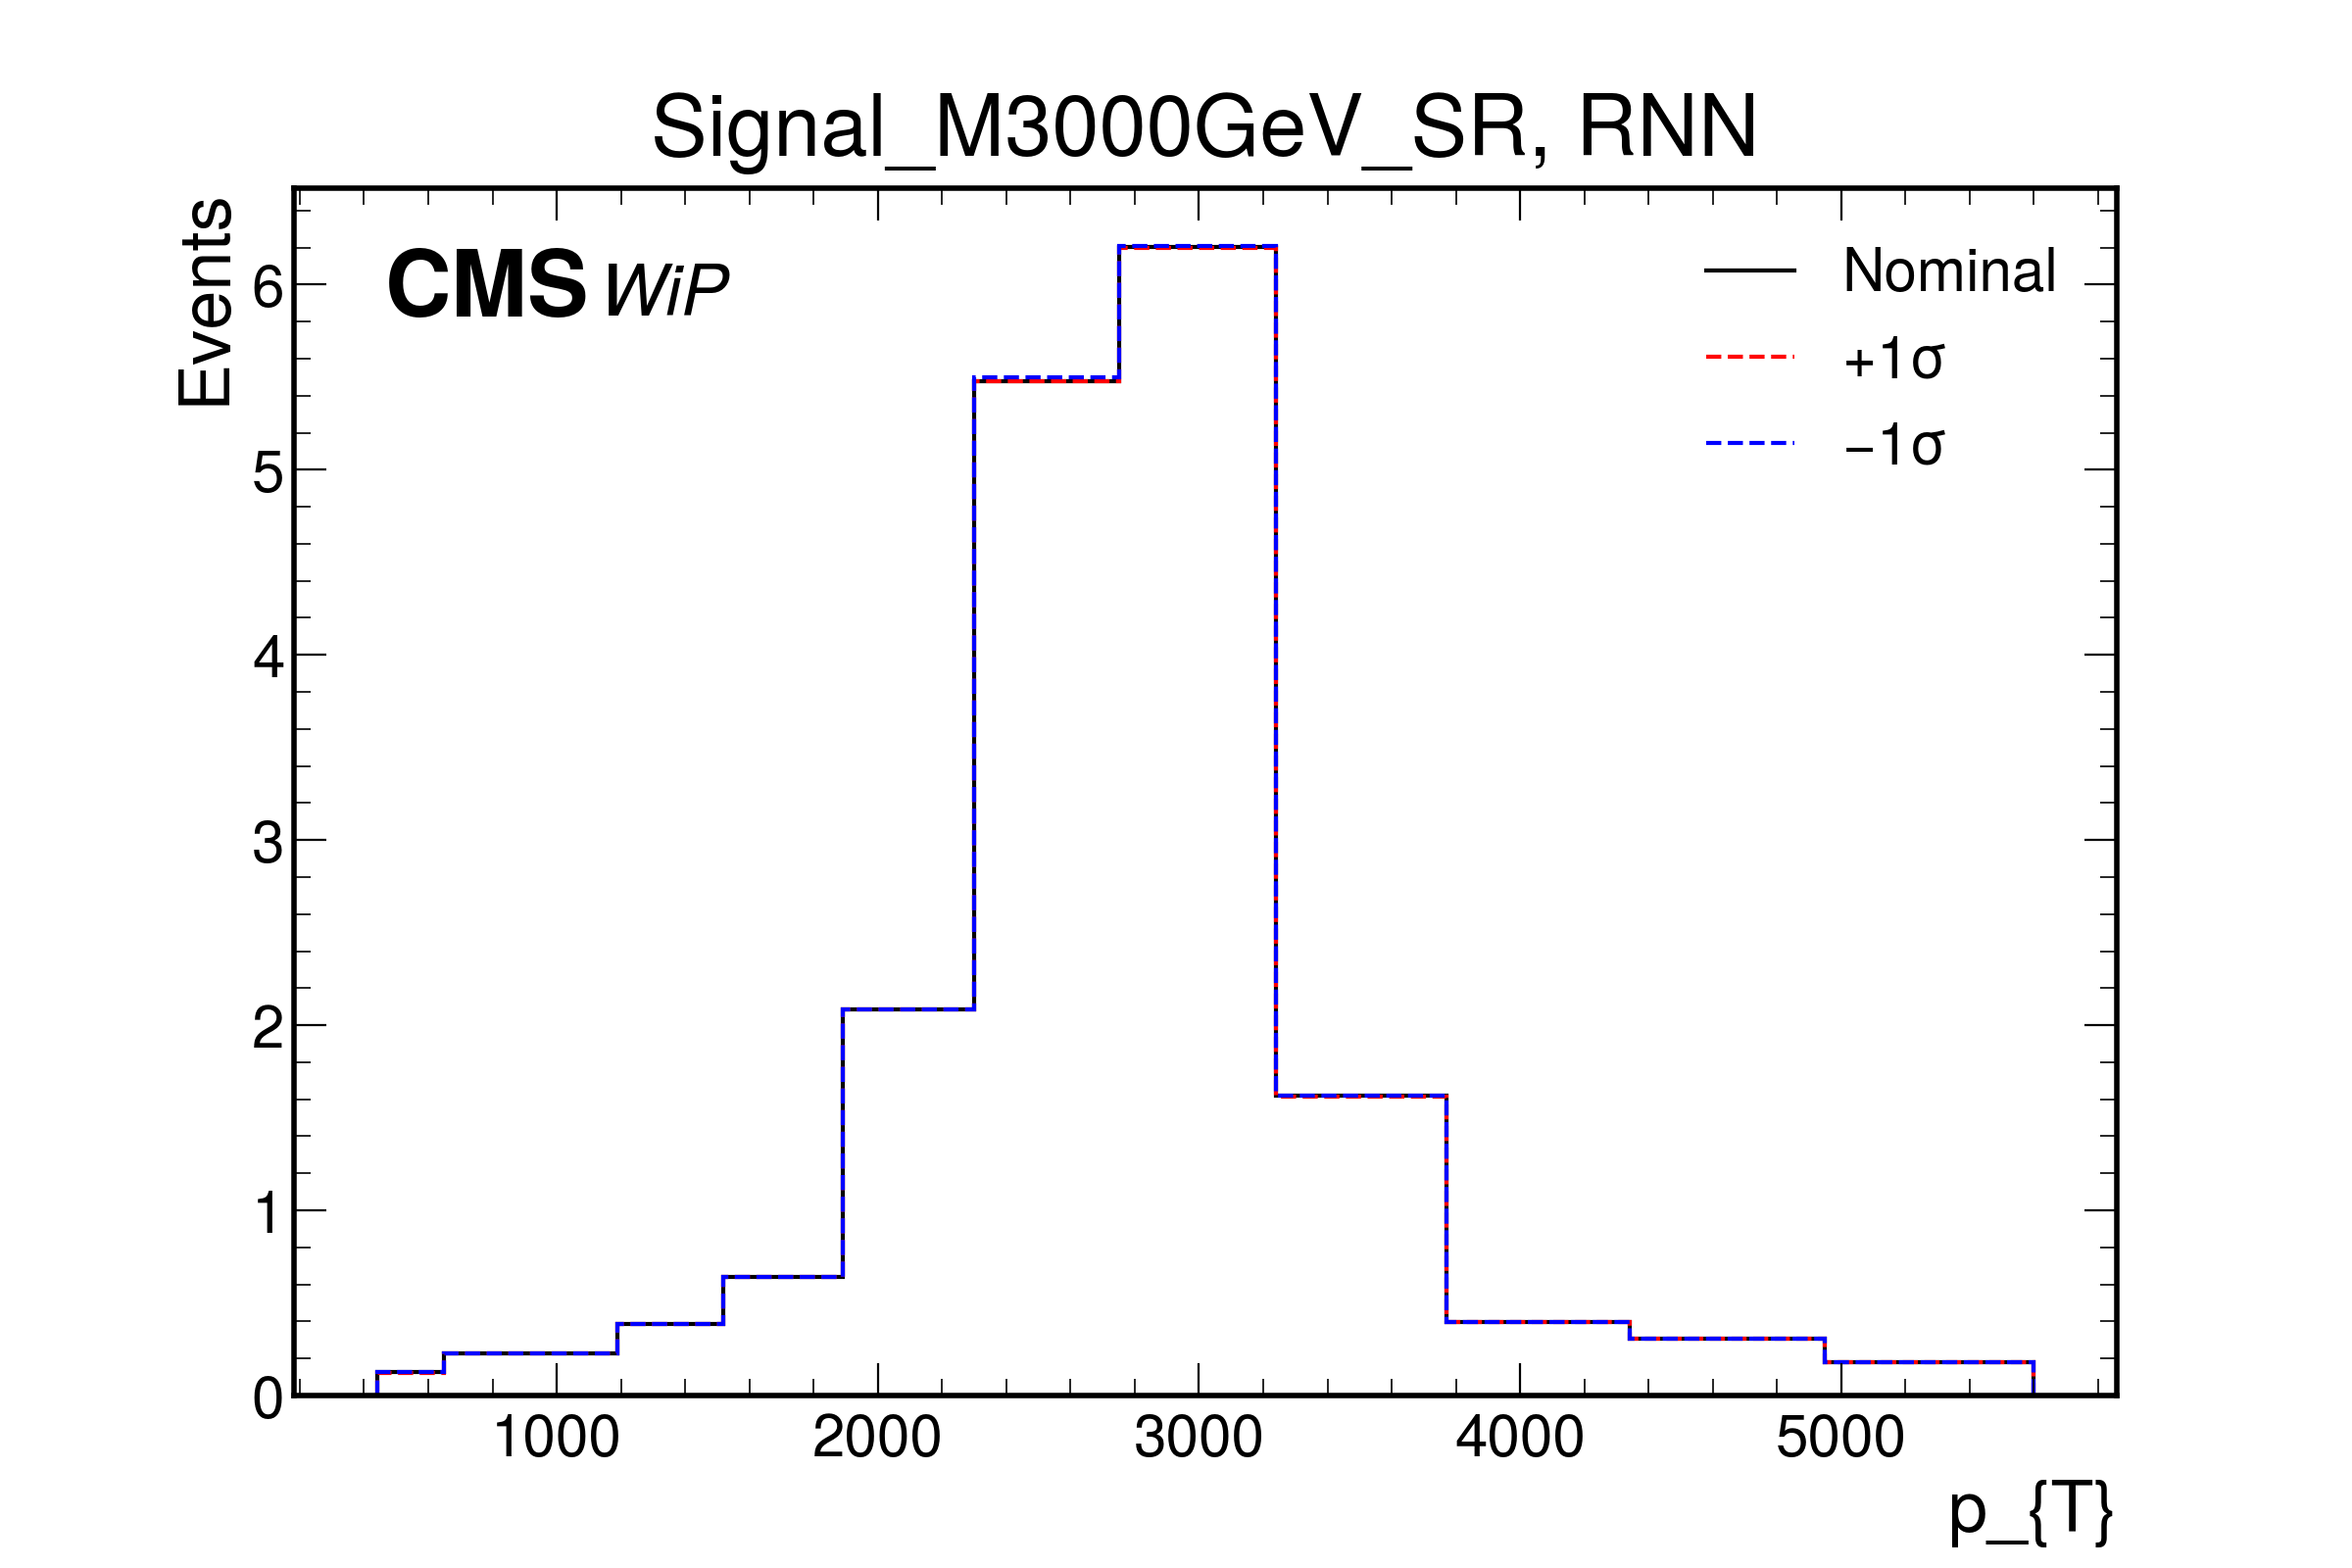 Signal_M3000GeV_SR, RNN
Events
CMS WiP
Nominal
+1σ
−1σ
6
5
4
3
2
1
0
1000 2000 3000 4000 5000
p_{T}